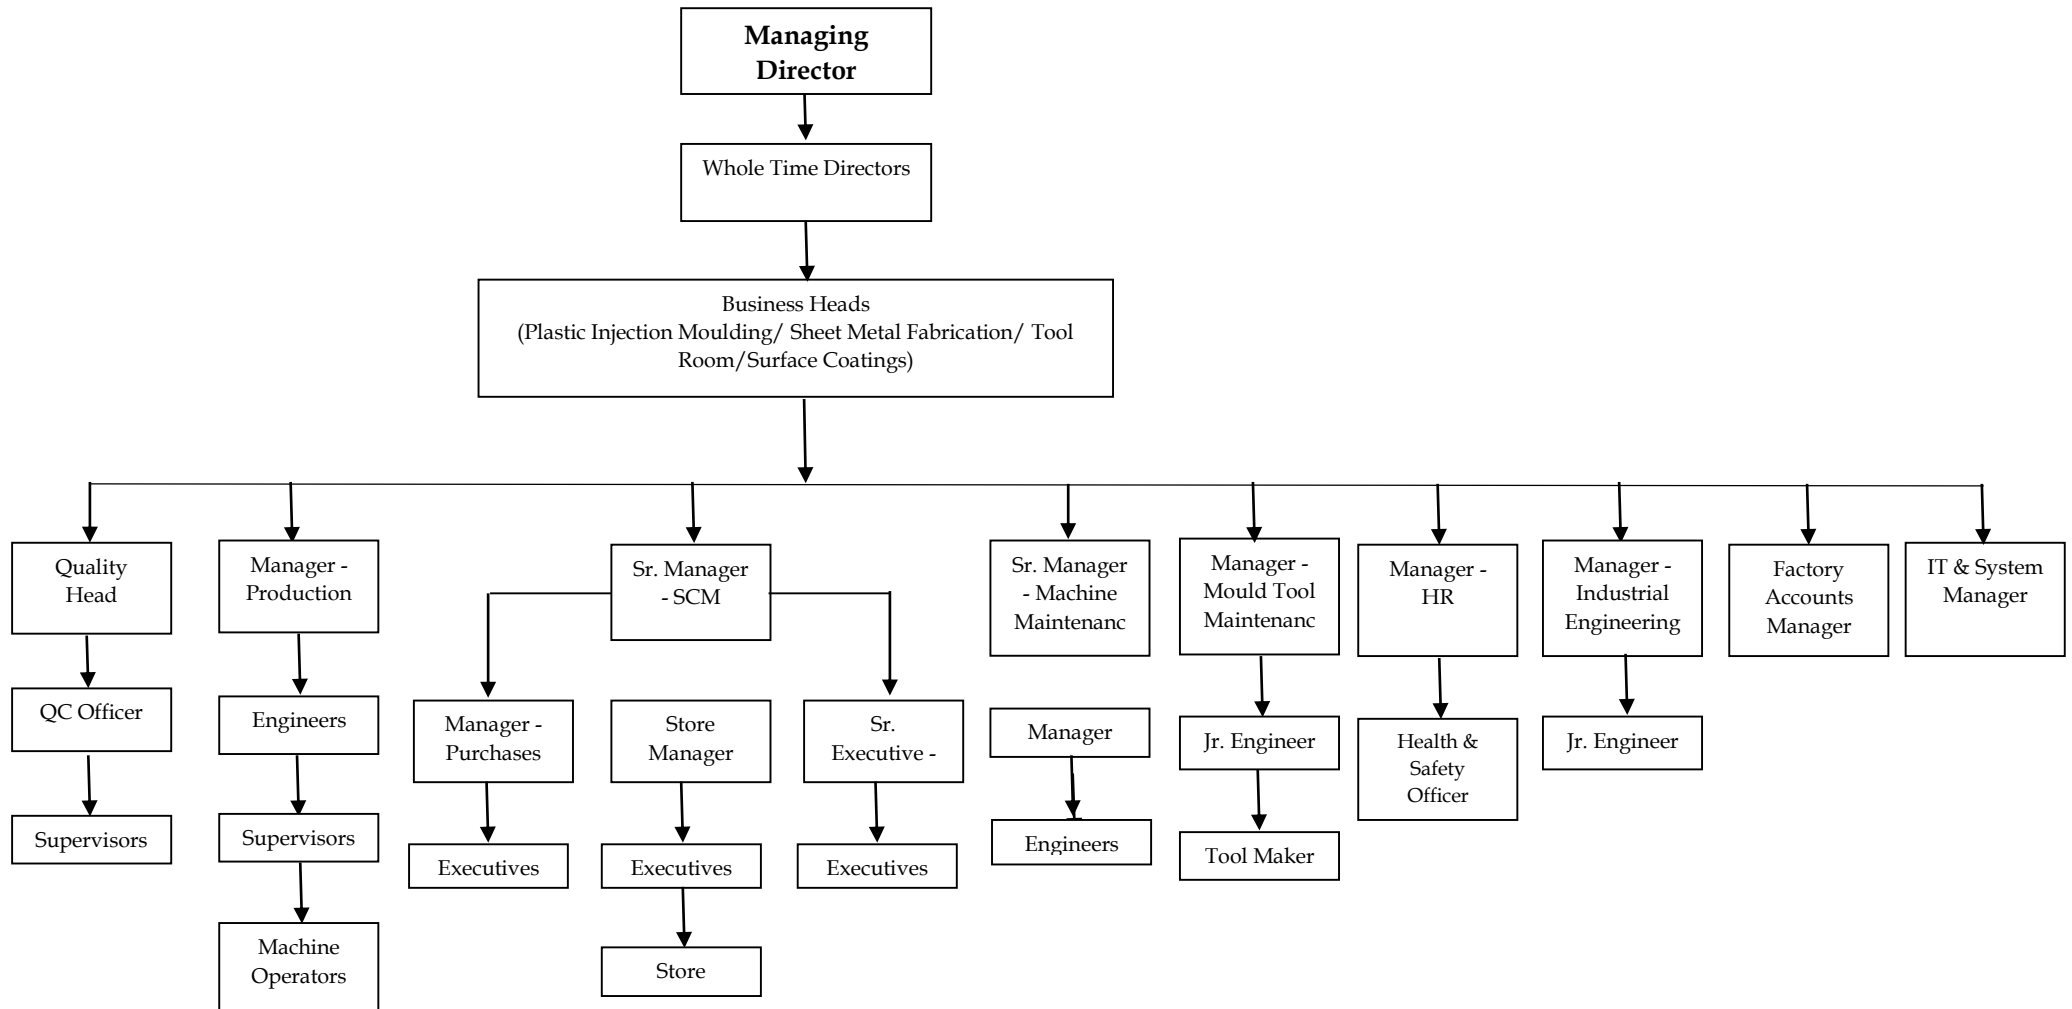 Managing
Director
Whole Time Directors
Business Heads
(Plastic Injection Moulding/ Sheet Metal Fabrication/ Tool
Room/Surface Coatings)
Quality
Head
Manager -
Production
Sr. Manager
- SCM
Sr. Manager
- Machine
Maintenanc
Manager -
Mould Tool
Maintenanc
Manager -
HR
Manager -
Industrial
Engineering
Factory
Accounts
Manager
IT & System
Manager
QC Officer
Engineers
Manager -
Purchases
Store
Manager
Sr.
Executive -
Manager
Jr. Engineer
Health &
Safety
Officer
Jr. Engineer
Supervisors
Supervisors
Executives
Executives
Executives
Engineers
Tool Maker
Machine
Operators
Store